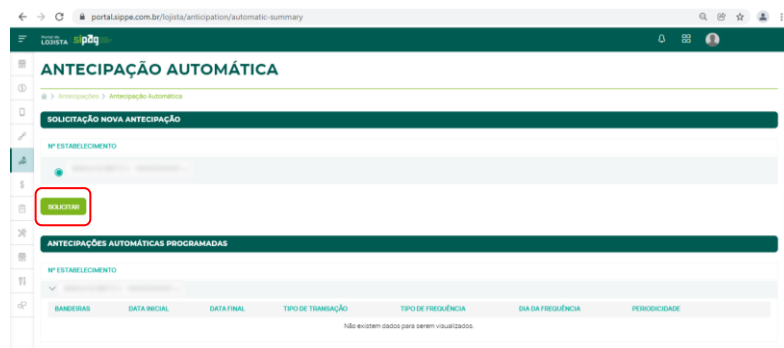 portal.sippe.com.br/lojista/anticipation/automatic-summary
Portal do
LOJISTA sipag
ANTECIPAÇÃO AUTOMÁTICA
> Antecipações > Antecipação Automática
SOLICITAÇÃO NOVA ANTECIPAÇÃO
Nº ESTABELECIMENTO
SOLICITAR
ANTECIPAÇÕES AUTOMÁTICAS PROGRAMADAS
Nº ESTABELECIMENTO
BANDEIRAS DATA INICIAL DATA FINAL TIPO DE TRANSAÇÃO TIPO DE FREQUÊNCIA DIA DA FREQUÊNCIA PERIODICIDADE
Não existem dados para serem visualizados.